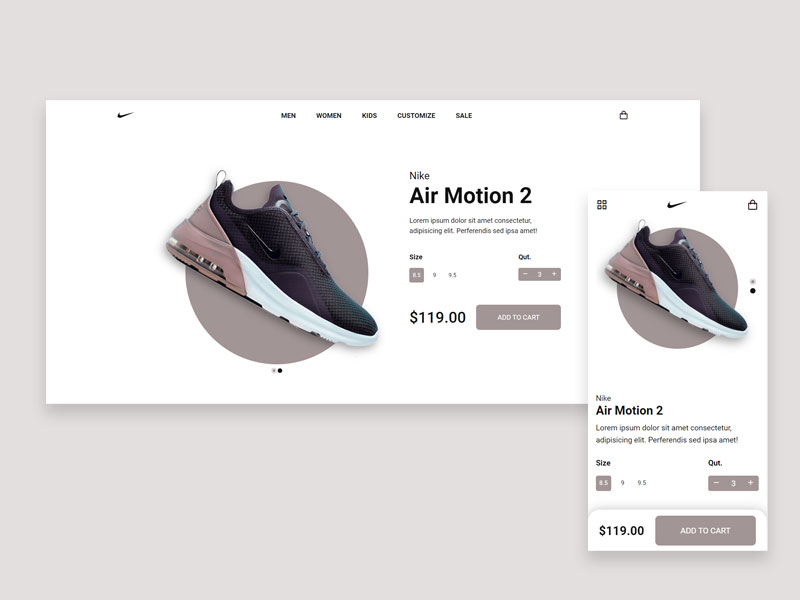 MEN WOMEN KIDS CUSTOMIZE SALE
Nike
Air Motion 2
Lorem ipsum dolor sit amet consectetur,
adipisicing elit. Perferendis sed ipsa amet!
Size Qut.
8.5 9 9.5 − 3 +
$119.00 ADD TO CART
Nike
Air Motion 2
Lorem ipsum dolor sit amet consectetur,
adipisicing elit. Perferendis sed ipsa amet!
Size Qut.
8.5 9 9.5 − 3 +
$119.00 ADD TO CART